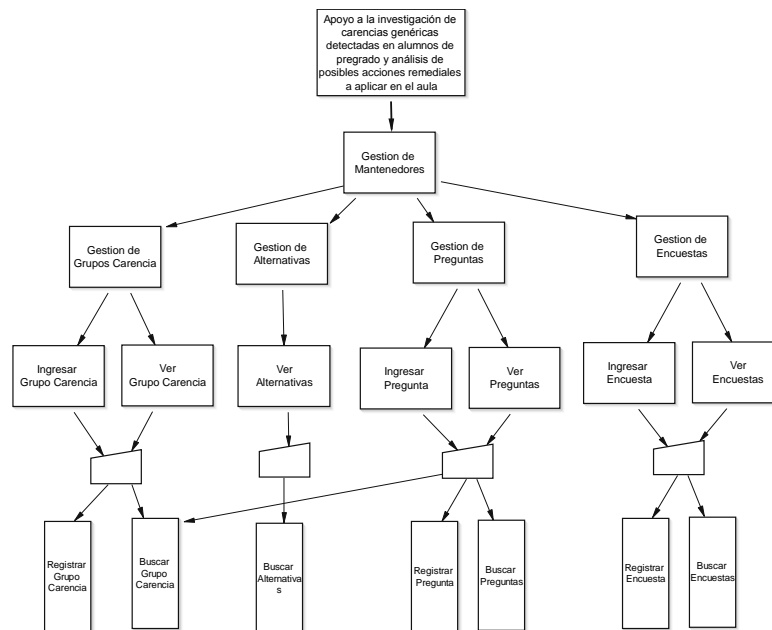 Apoyo a la investigación de
carencias genéricas
detectadas en alumnos de
pregrado y análisis de
posibles acciones remediales
a aplicar en el aula
Gestion de
Mantenedores
Gestion de
Grupos Carencia
Gestion de
Alternativas
Gestion de
Preguntas
Gestion de
Encuestas
Ingresar
Grupo Carencia
Ver
Grupo Carencia
Ver
Alternativas
Ingresar
Pregunta
Ver
Preguntas
Ingresar
Encuesta
Ver
Encuestas
Registrar
Grupo
Carencia
Buscar
Grupo
Carencia
Buscar
Alternativa
s
Registrar
Pregunta
Buscar
Preguntas
Registrar
Encuesta
Buscar
Encuestas